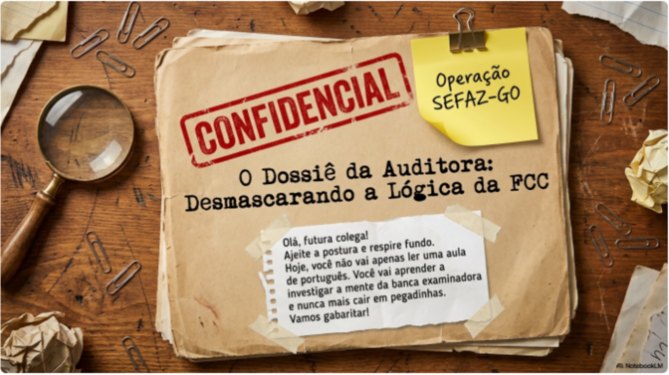 CONFIDENCIAL
Operação
SEFAZ-GO
O Dossiê da Auditora:
Desmascarando a Lógica da FCC
Olá, futura colega!
Ajeite a postura e respire fundo.
Hoje, você não vai apenas ler uma aula
de português. Você vai aprender a
investigar a mente da banca examinadora
e nunca mais cair em pegadinhas.
Vamos gabaritar!
NotebookLM